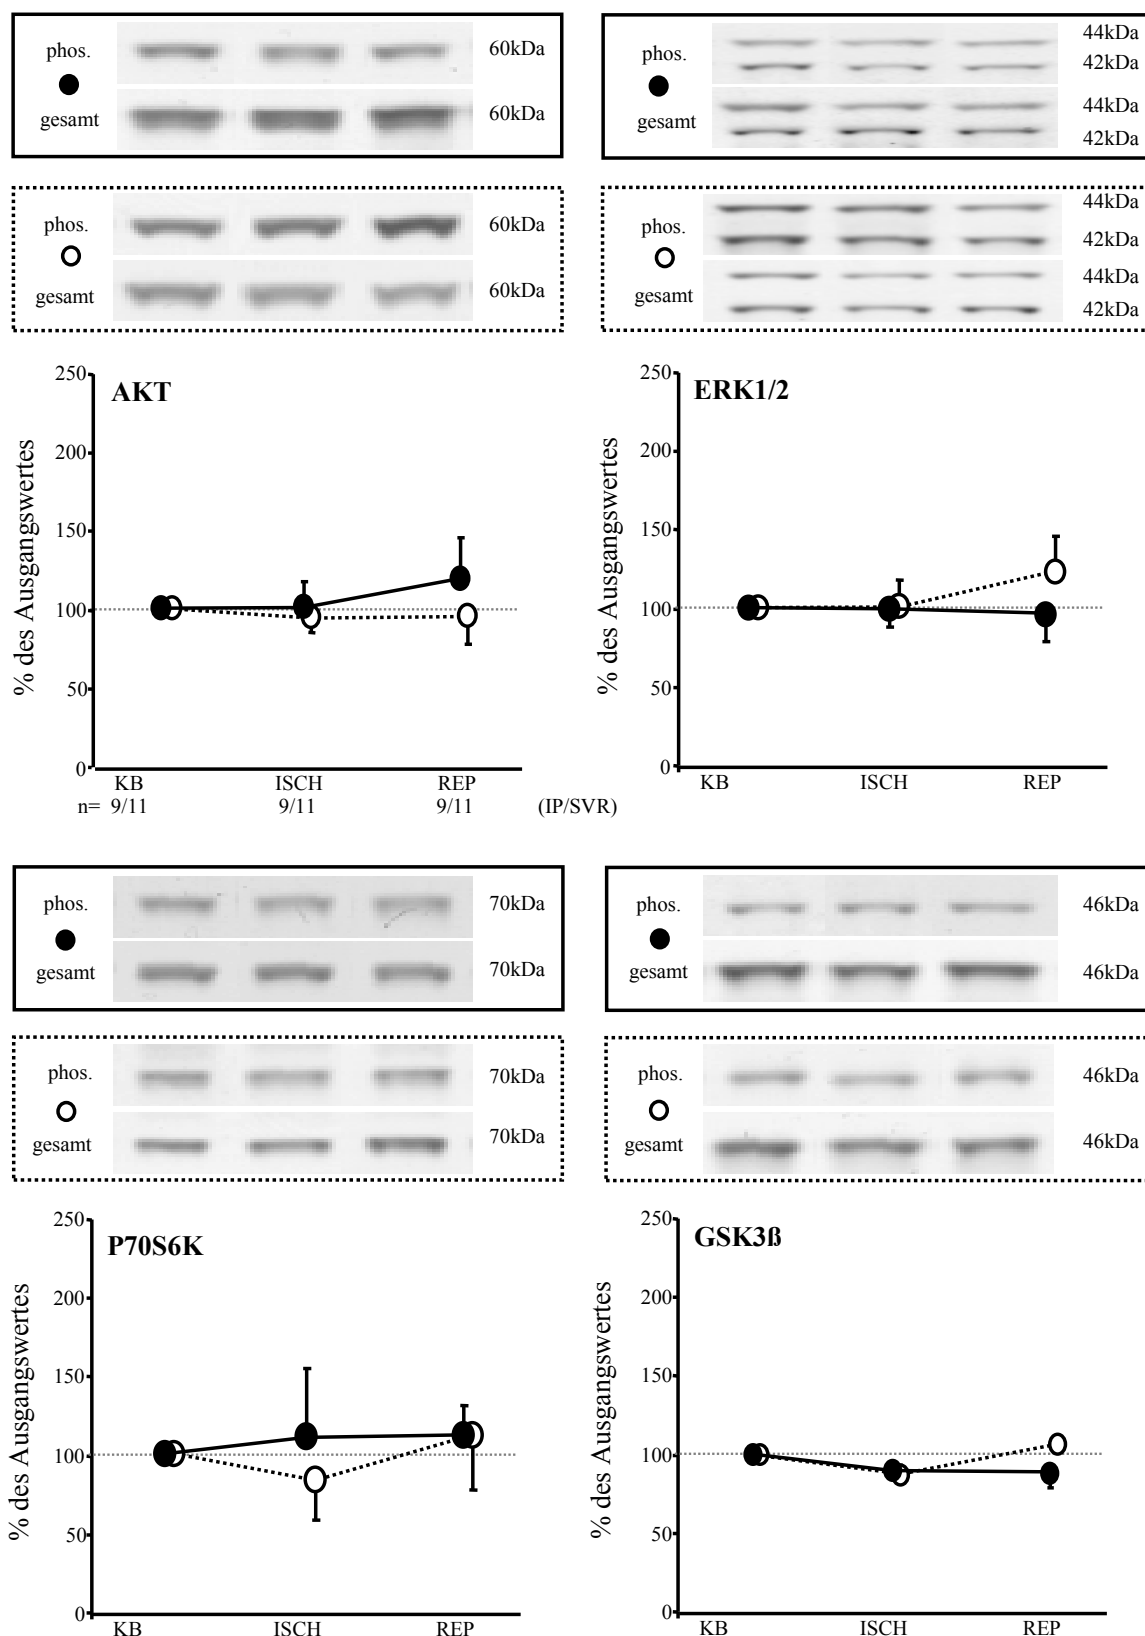 phos.
60kDa
gesamt
60kDa
44kDa
phos.
42kDa
44kDa
gesamt
42kDa
phos.
60kDa
gesamt
60kDa
44kDa
phos.
42kDa
44kDa
gesamt
42kDa
AKT
% des Ausgangswertes
250
200
150
100
50
0
KB ISCH REP
n= 9/11 9/11 9/11 (IP/SVR)
ERK1/2
% des Ausgangswertes
250
200
150
100
50
0
KB ISCH REP
phos.
70kDa
gesamt
70kDa
phos.
46kDa
gesamt
46kDa
phos.
70kDa
gesamt
70kDa
phos.
46kDa
gesamt
46kDa
P70S6K
% des Ausgangswertes
250
200
150
100
50
0
KB ISCH REP
GSK3ß
% des Ausgangswertes
250
200
150
100
50
0
KB ISCH REP